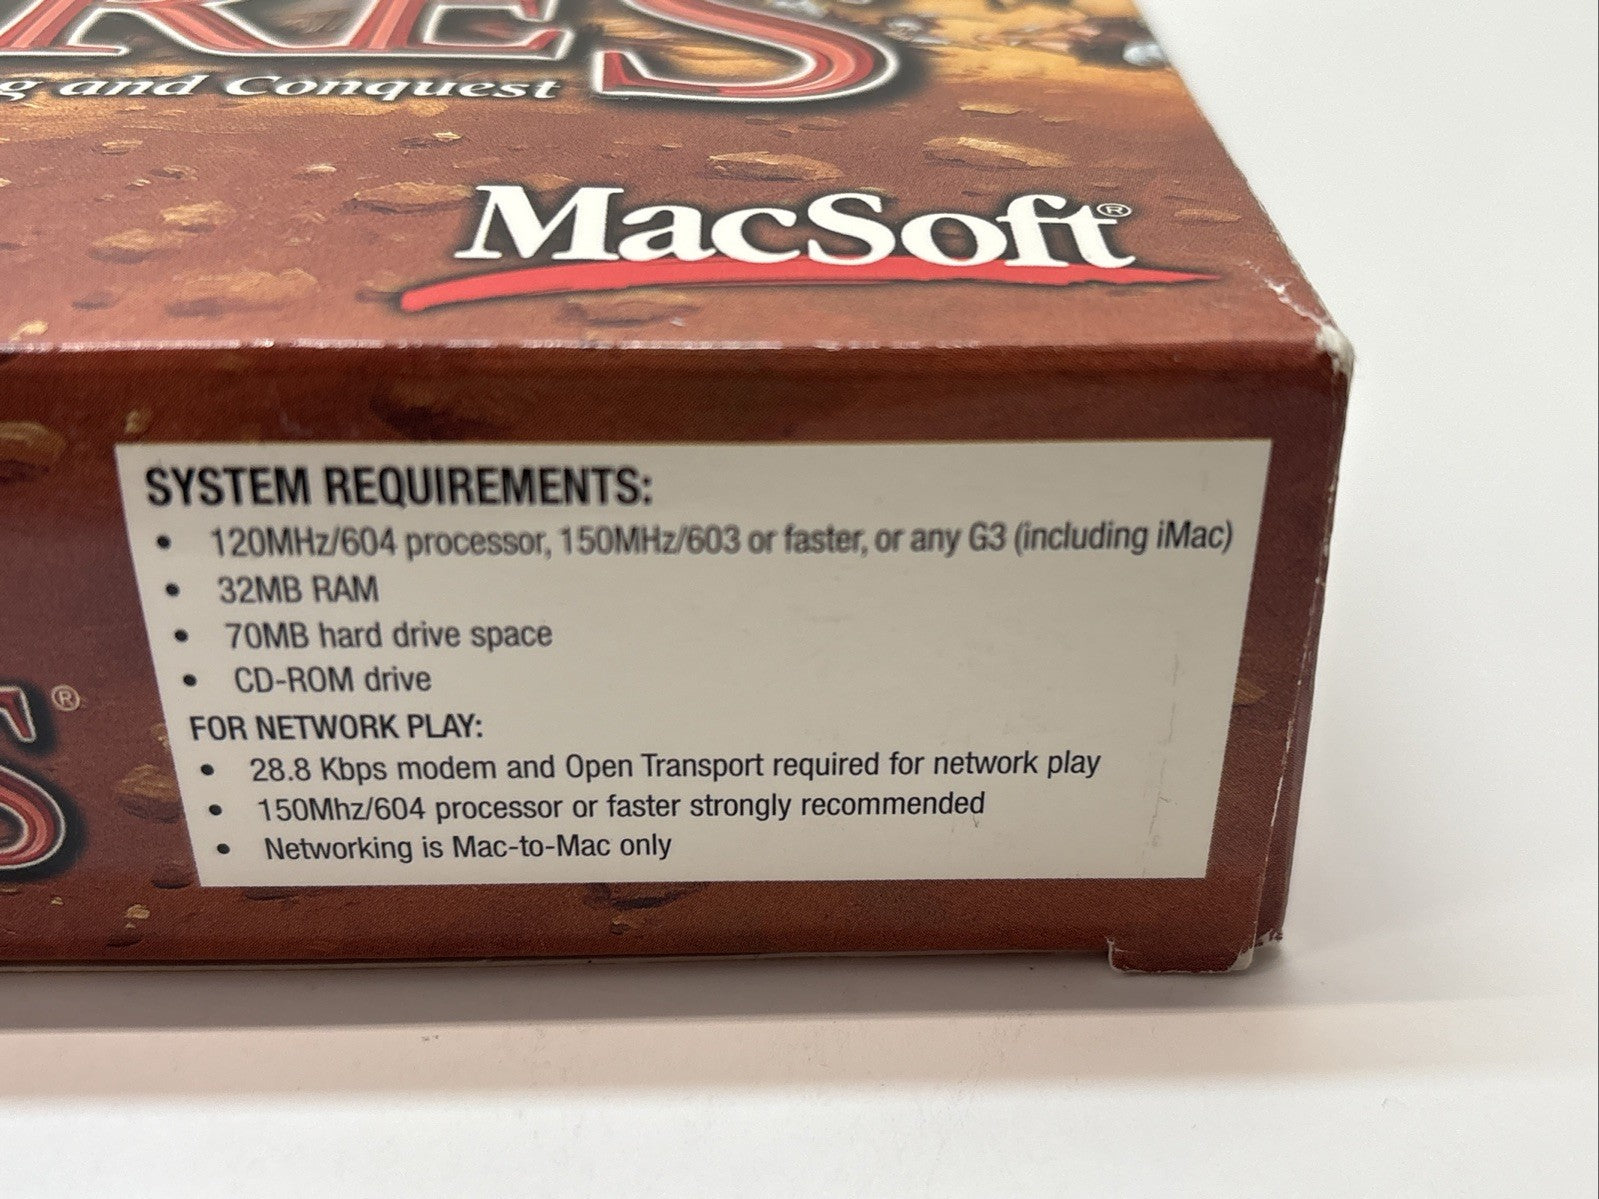 RES®
g and Conquest
MacSoft®
SYSTEM REQUIREMENTS:
• 120MHz/604 processor, 150MHz/603 or faster, or any G3 (including iMac)
• 32MB RAM
• 70MB hard drive space
• CD-ROM drive
FOR NETWORK PLAY:
• 28.8 Kbps modem and Open Transport required for network play
• 150Mhz/604 processor or faster strongly recommended
• Networking is Mac-to-Mac only
S®